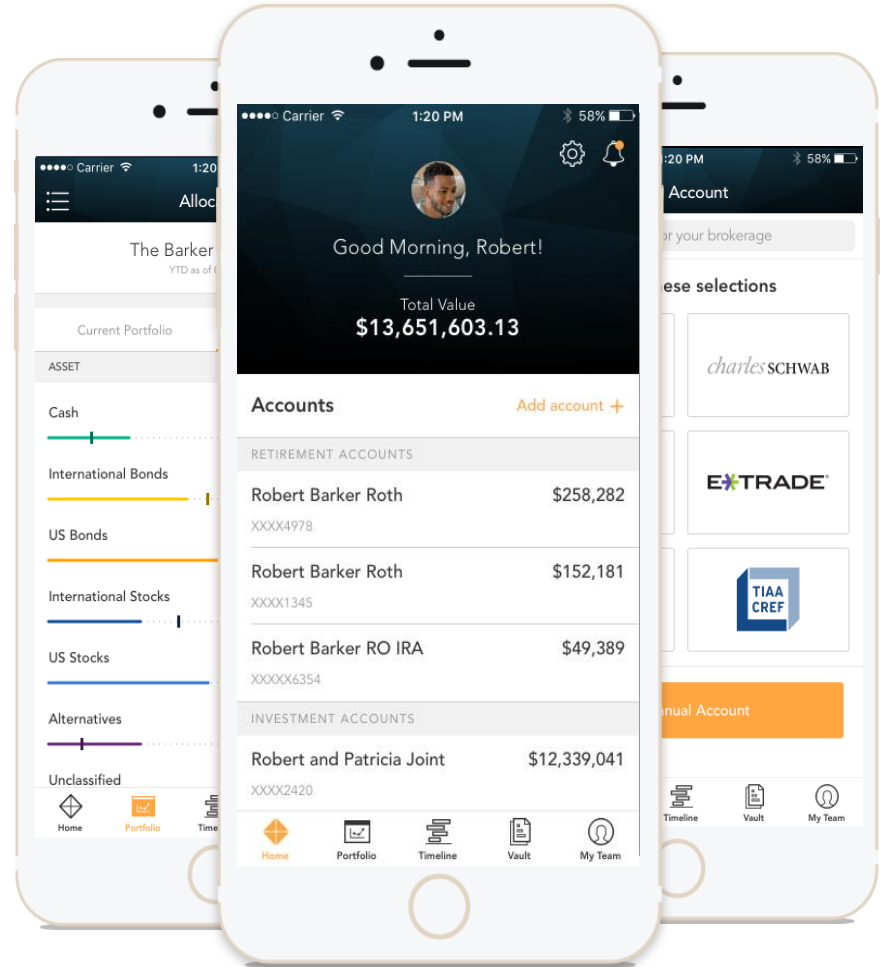 Carrier
1:20
Allo
The Barker
YTD as of
Current Portfolio
ASSET
Cash
International Bonds
US Bonds
International Stocks
US Stocks
Alternatives
Unclassified
Home
Portfolio
Time
Carrier
1:20 PM
58%
Good Morning, Robert!
Total Value
$13,651,603.13
Accounts
Add account +
RETIREMENT ACCOUNTS
Robert Barker Roth
$258,282
XXXX4978
Robert Barker Roth
$152,181
XXXX1345
Robert Barker RO IRA
$49,389
XXXXX6354
INVESTMENT ACCOUNTS
Robert and Patricia Joint
$12,339,041
XXXX2420
Home
Portfolio
Timeline
Vault
My Team
:20 PM
58%
Account
or your brokerage
ese selections
charles SCHWAB
E*TRADE®
TIAA
CREF
nual Account
Timeline
Vault
My Team